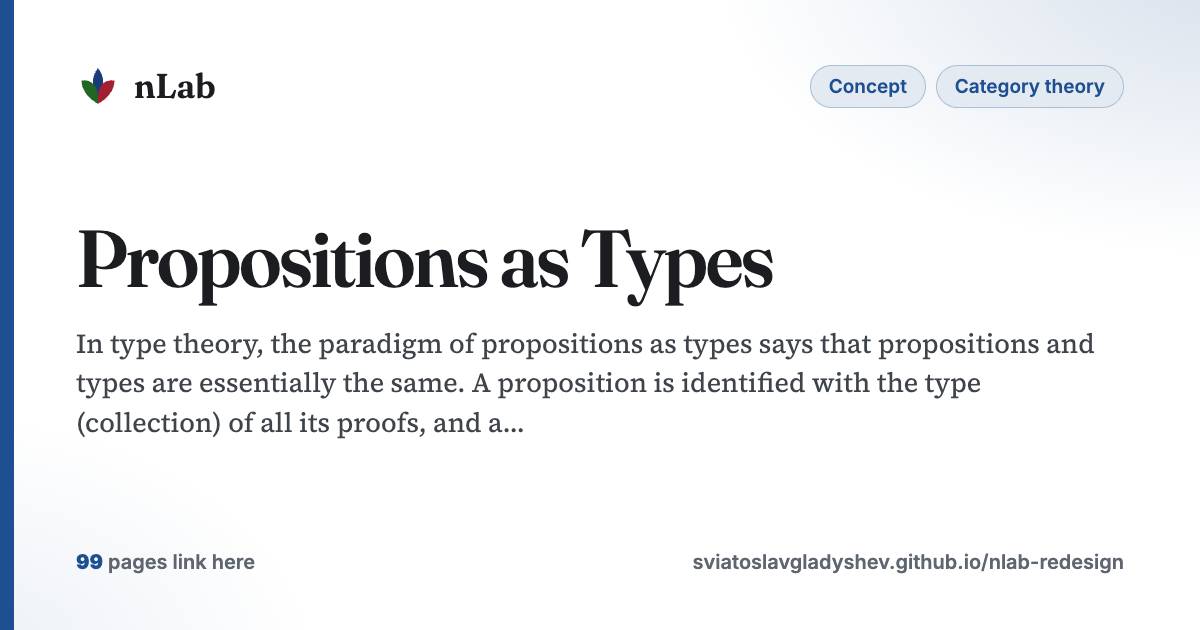 nLab
Concept
Category theory
Propositions as Types
In type theory, the paradigm of propositions as types says that propositions and
types are essentially the same. A proposition is identified with the type
(collection) of all its proofs, and a...
99 pages link here
sviatoslavgladyshev.github.io/nlab-redesign